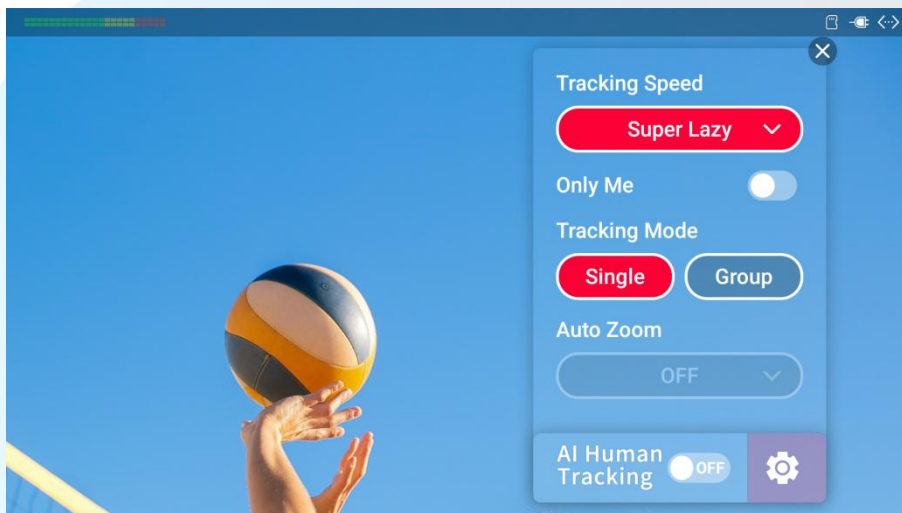 Tracking Speed
Super Lazy
Only Me
Tracking Mode
Single
Group
Auto Zoom
OFF
AI Human
Tracking
OFF